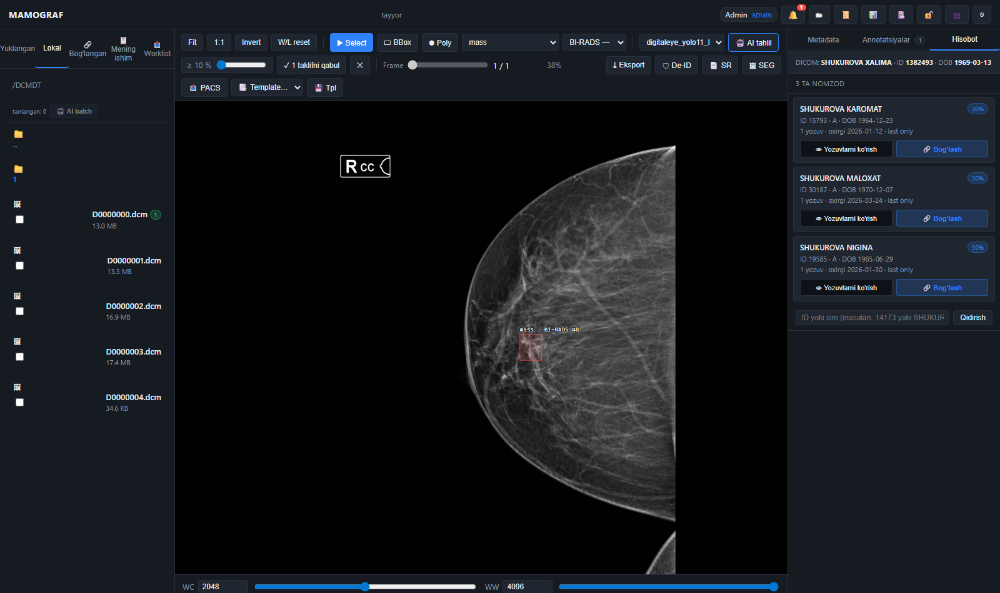 MAMOGRAF
tayyor
Admin ADMIN
1
Yuklangan
Lokal
Bog'langan
Mening ishim
Worklist
/DCMDT
tanlangan: 0
AI batch
..
1
D0000000.dcm 1
13.0 MB
D0000001.dcm
13.5 MB
D0000002.dcm
16.9 MB
D0000003.dcm
17.4 MB
D0000004.dcm
34.6 KB
Fit 1:1 Invert W/L reset Select BBox Poly mass BI-RADS — digitaleye_yolo11_l AI tahlil
≥ 10 % ✓ 1 taklifni qabul ✕ Frame 1 / 1 38% Eksport De-ID SR SEG
PACS Template... Tpl
R CC
mass · BI-RADS 4B
WC 2048 WW 4096
Metadata Annotatsiyalar 1 Hisobot
DICOM: SHUKUROVA XALIMA · ID 1382493 · DOB 1969-03-13
3 TA NOMZOD
SHUKUROVA KAROMAT 30%
ID 15793 · A · DOB 1964-12-23
1 yozuv · oxirgi 2026-01-12 · last only
Yozuvlarni ko'rish Bog'lash
SHUKUROVA MALOXAT 30%
ID 30187 · A · DOB 1970-12-07
1 yozuv · oxirgi 2026-03-24 · last only
Yozuvlarni ko'rish Bog'lash
SHUKUROVA NIGINA 30%
ID 19585 · A · DOB 1985-06-29
1 yozuv · oxirgi 2026-01-30 · last only
Yozuvlarni ko'rish Bog'lash
ID yoki ism (masalan, 14173 yoki SHUKUR Qidirish